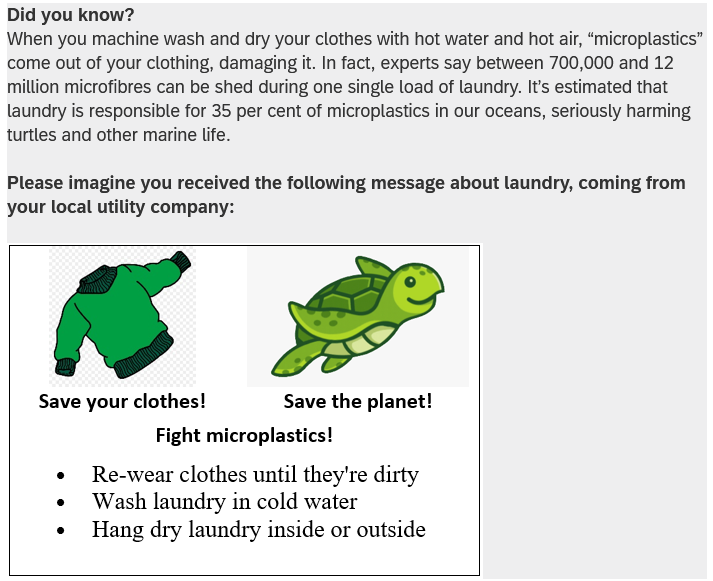 Did you know?
When you machine wash and dry your clothes with hot water and hot air, “microplastics”
come out of your clothing, damaging it. In fact, experts say between 700,000 and 12
million microfibres can be shed during one single load of laundry. It’s estimated that
laundry is responsible for 35 per cent of microplastics in our oceans, seriously harming
turtles and other marine life.
Please imagine you received the following message about laundry, coming from
your local utility company:
Save your clothes!
Save the planet!
Fight microplastics!
• Re-wear clothes until they're dirty
• Wash laundry in cold water
• Hang dry laundry inside or outside